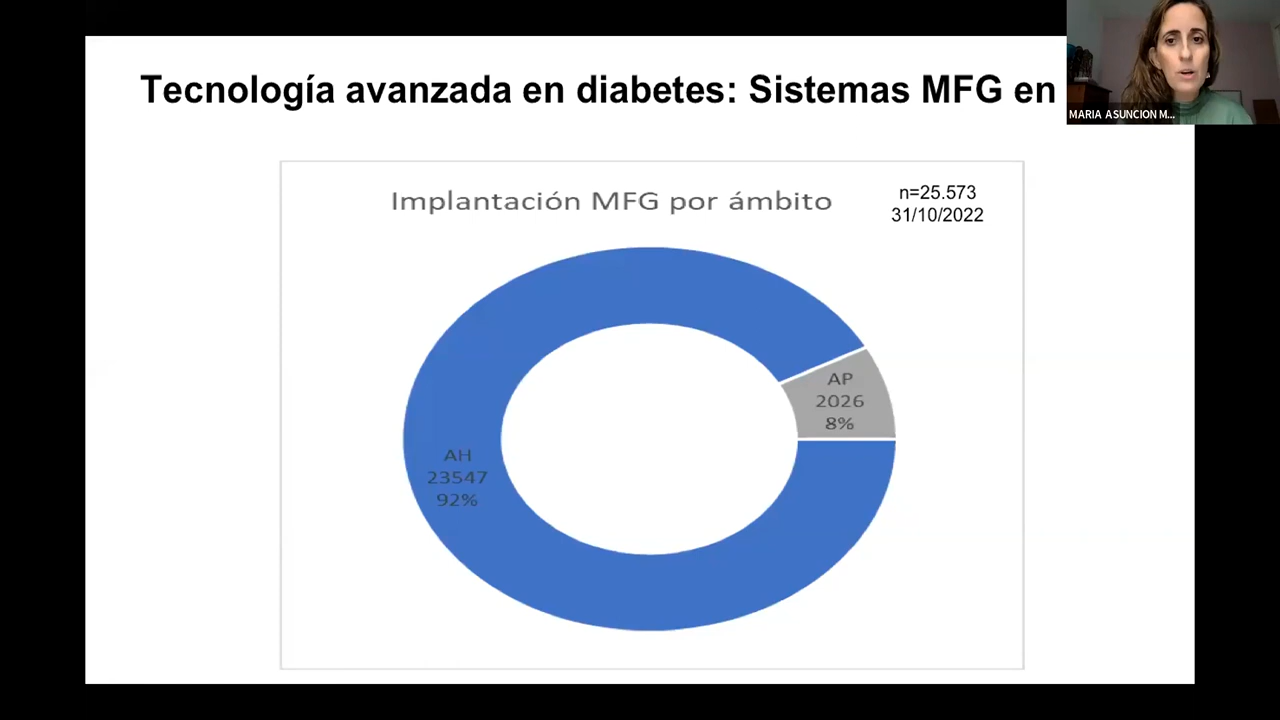 Tecnología avanzada en diabetes: Sistemas MFG en
MARIA ASUNCION M...
Implantación MFG por ámbito
n=25.573
31/10/2022
AP
2026
8%
AH
23547
92%